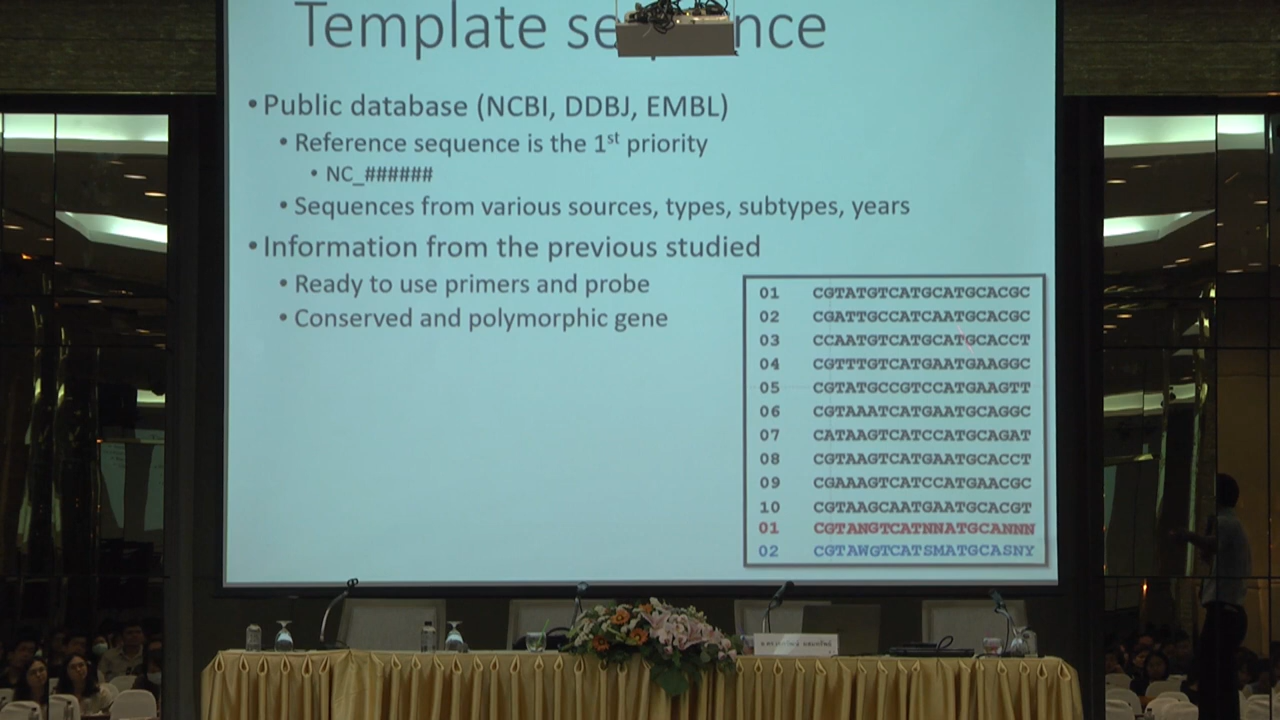 Template se nce
• Public database (NCBI, DDBJ, EMBL)
• Reference sequence is the 1st priority
• NC_######
• Sequences from various sources, types, subtypes, years
• Information from the previous studied
• Ready to use primers and probe
• Conserved and polymorphic gene
01 CGTATGTCATGCATGCACGC
02 CGATTGCCATCAATGCACGC
03 CCAATGTCATGCATGCACCT
04 CGTTTGTCATGAATGAAGGC
05 CGTATGCCGTCCATGAAGTT
06 CGTAAATCATGAATGCAGGC
07 CATAAGTCATCCATGCAGAT
08 CGTAAGTCATGAATGCACCT
09 CGAAAGTCATCCATGAACGC
10 CGTAAGCAATGAATGCACGT
01 CGTANGTCATNNATGCANNN
02 CGTAWGTCATSMATGCASNY